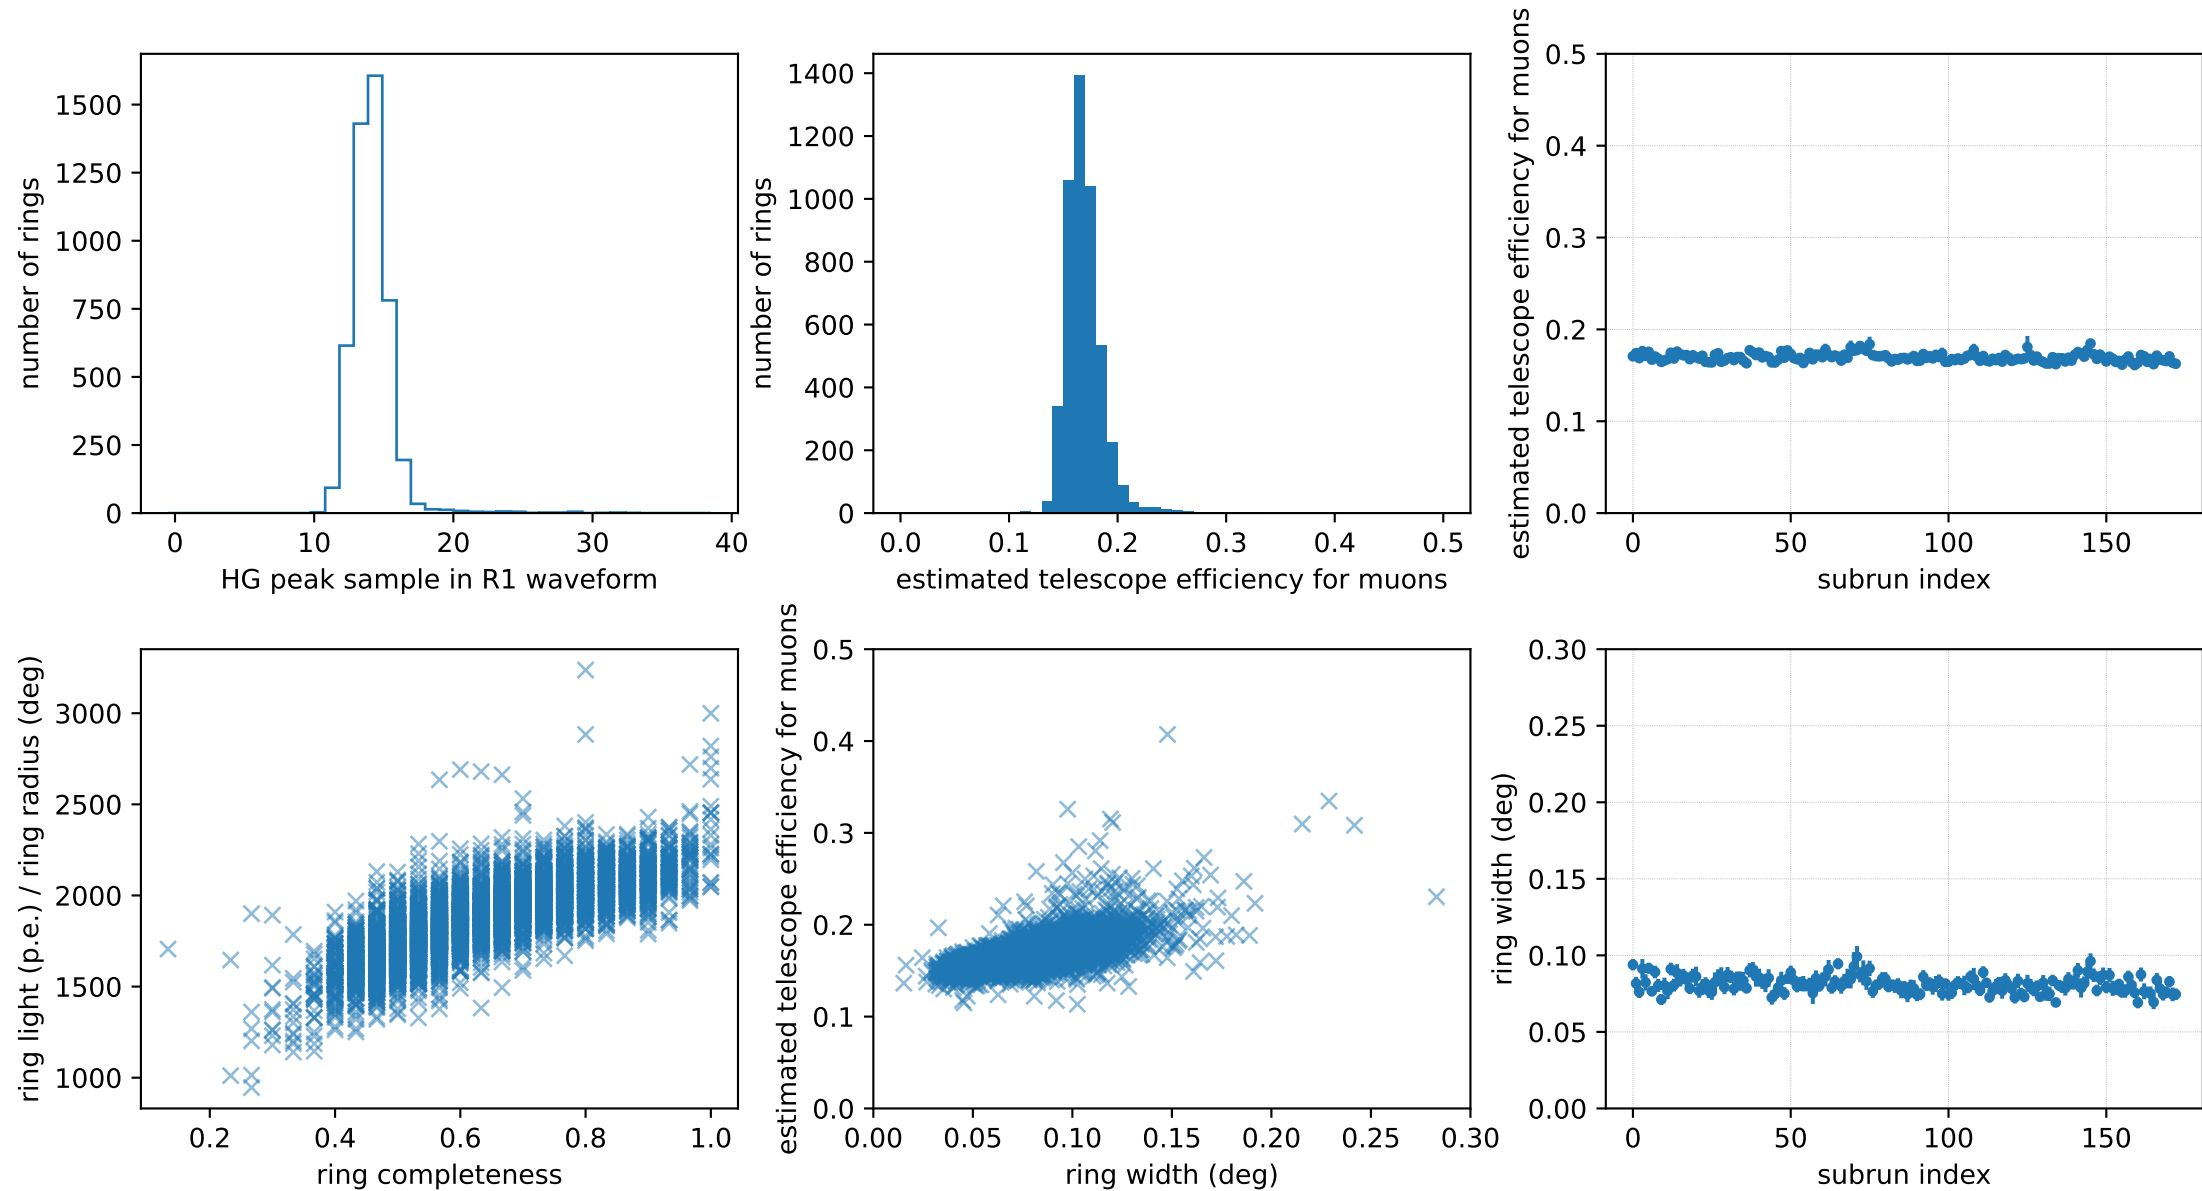 number of rings
1500
1250
1000
750
500
250
0
0 10 20 30 40
HG peak sample in R1 waveform
number of rings
1400
1200
1000
800
600
400
200
0
0.0 0.1 0.2 0.3 0.4 0.5
estimated telescope efficiency for muons
estimated telescope efficiency for muons
0.5
0.4
0.3
0.2
0.1
0.0
0 50 100 150
subrun index
ring light (p.e.) / ring radius (deg)
3000
2500
2000
1500
1000
0.2 0.4 0.6 0.8 1.0
ring completeness
estimated telescope efficiency for muons
0.5
0.4
0.3
0.2
0.1
0.0
0.00 0.05 0.10 0.15 0.20 0.25 0.30
ring width (deg)
ring width (deg)
0.30
0.25
0.20
0.15
0.10
0.05
0.00
0 50 100 150
subrun index